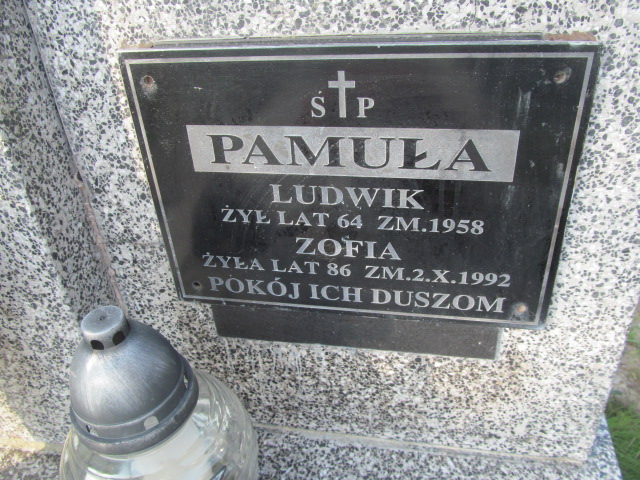 Ś P
PAMUŁA
LUDWIK
ŻYŁ LAT 64 ZM.1958
ZOFIA
ŻYŁA LAT 86 ZM.2.X.1992
POKÓJ ICH DUSZOM